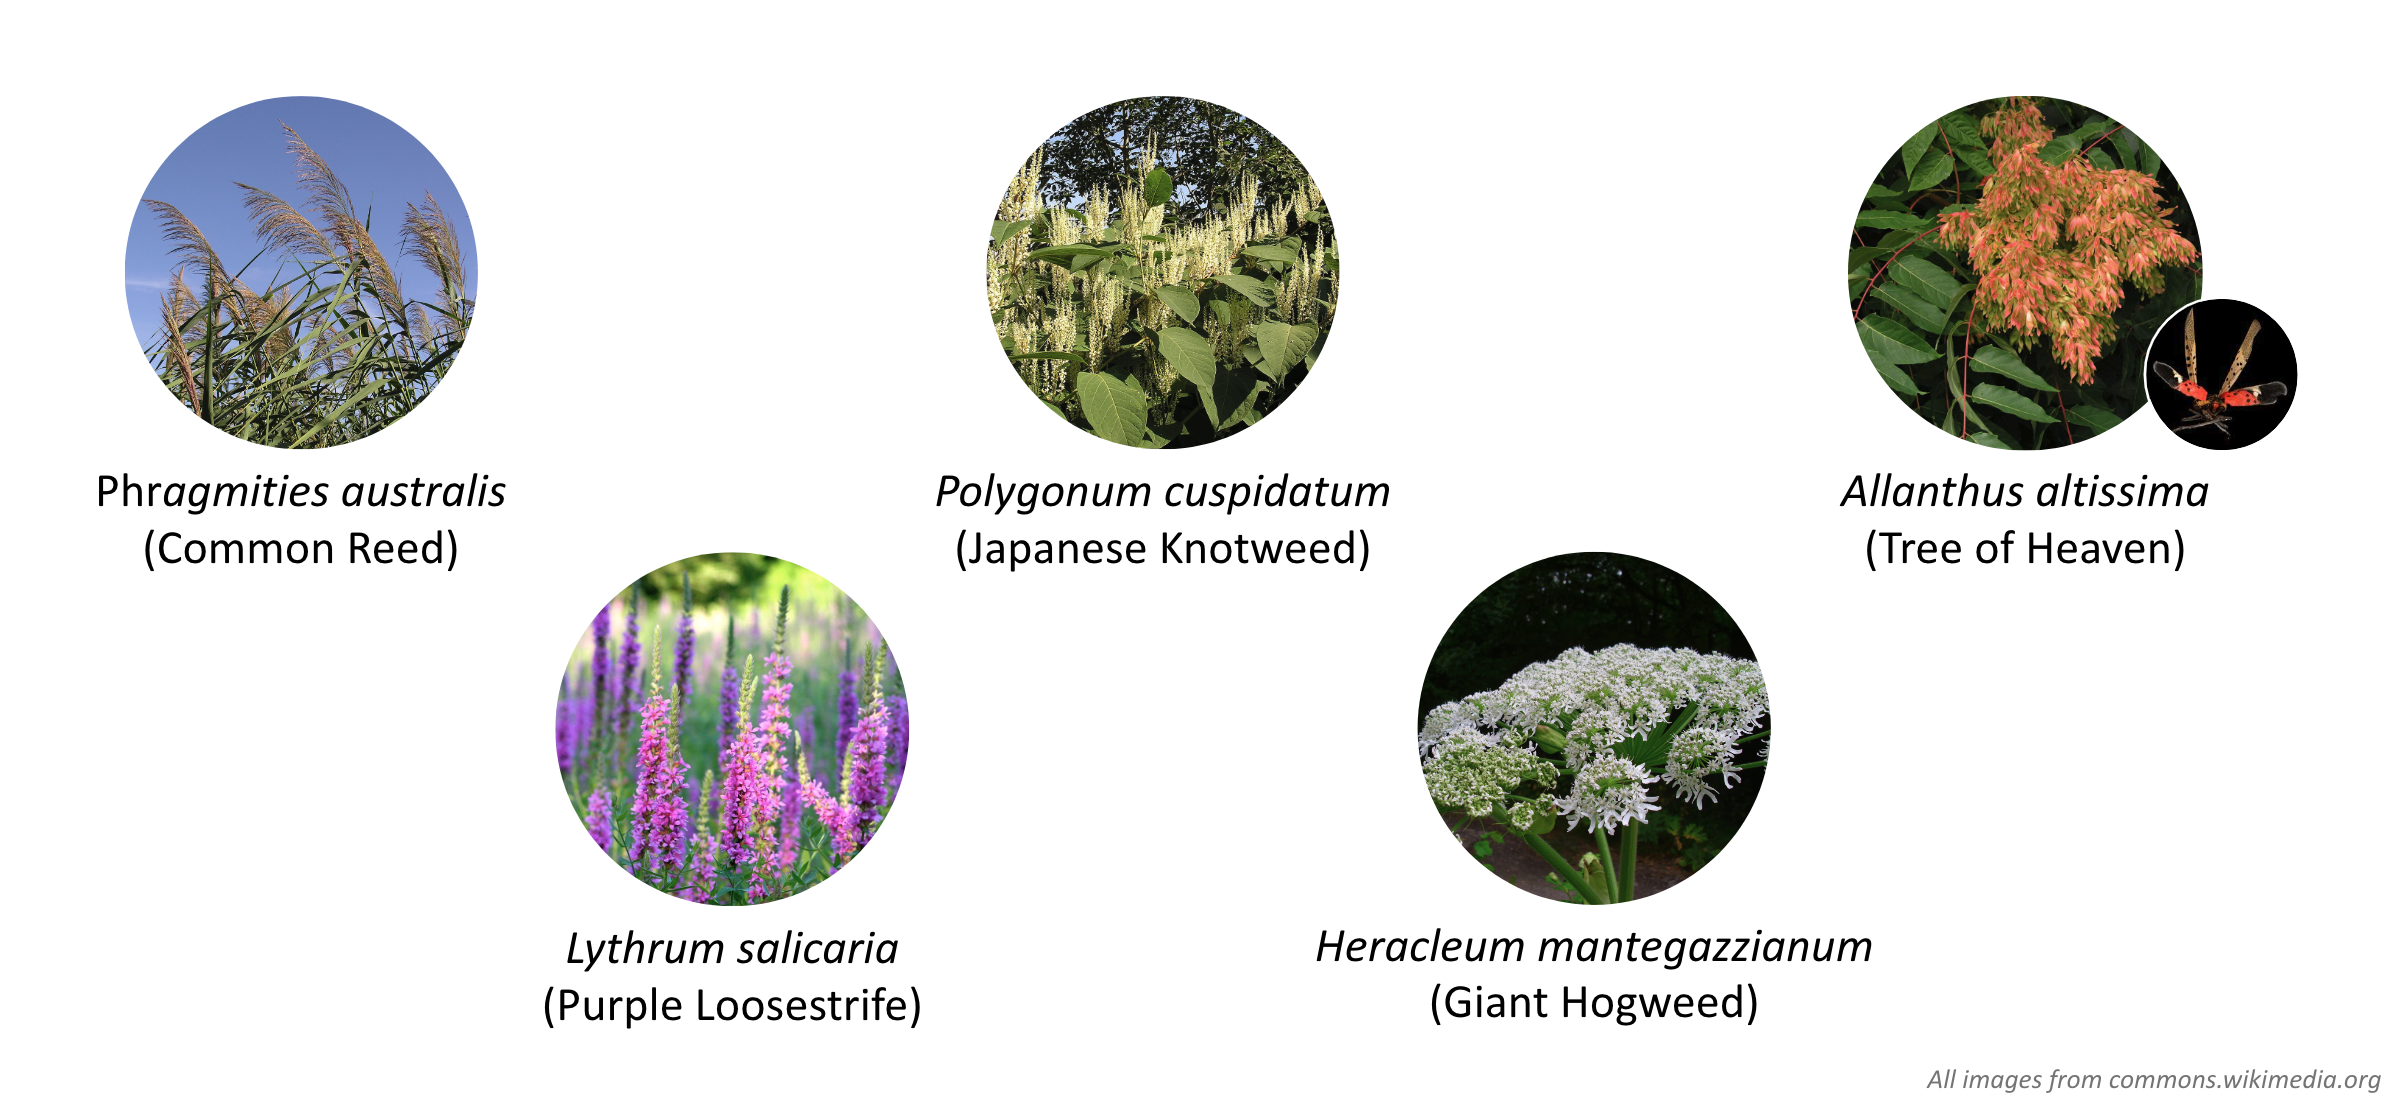 Phragmities australis
(Common Reed)
Polygonum cuspidatum
(Japanese Knotweed)
Allanthus altissima
(Tree of Heaven)
Lythrum salicaria
(Purple Loosestrife)
Heracleum mantegazzianum
(Giant Hogweed)
All images from commons.wikimedia.org